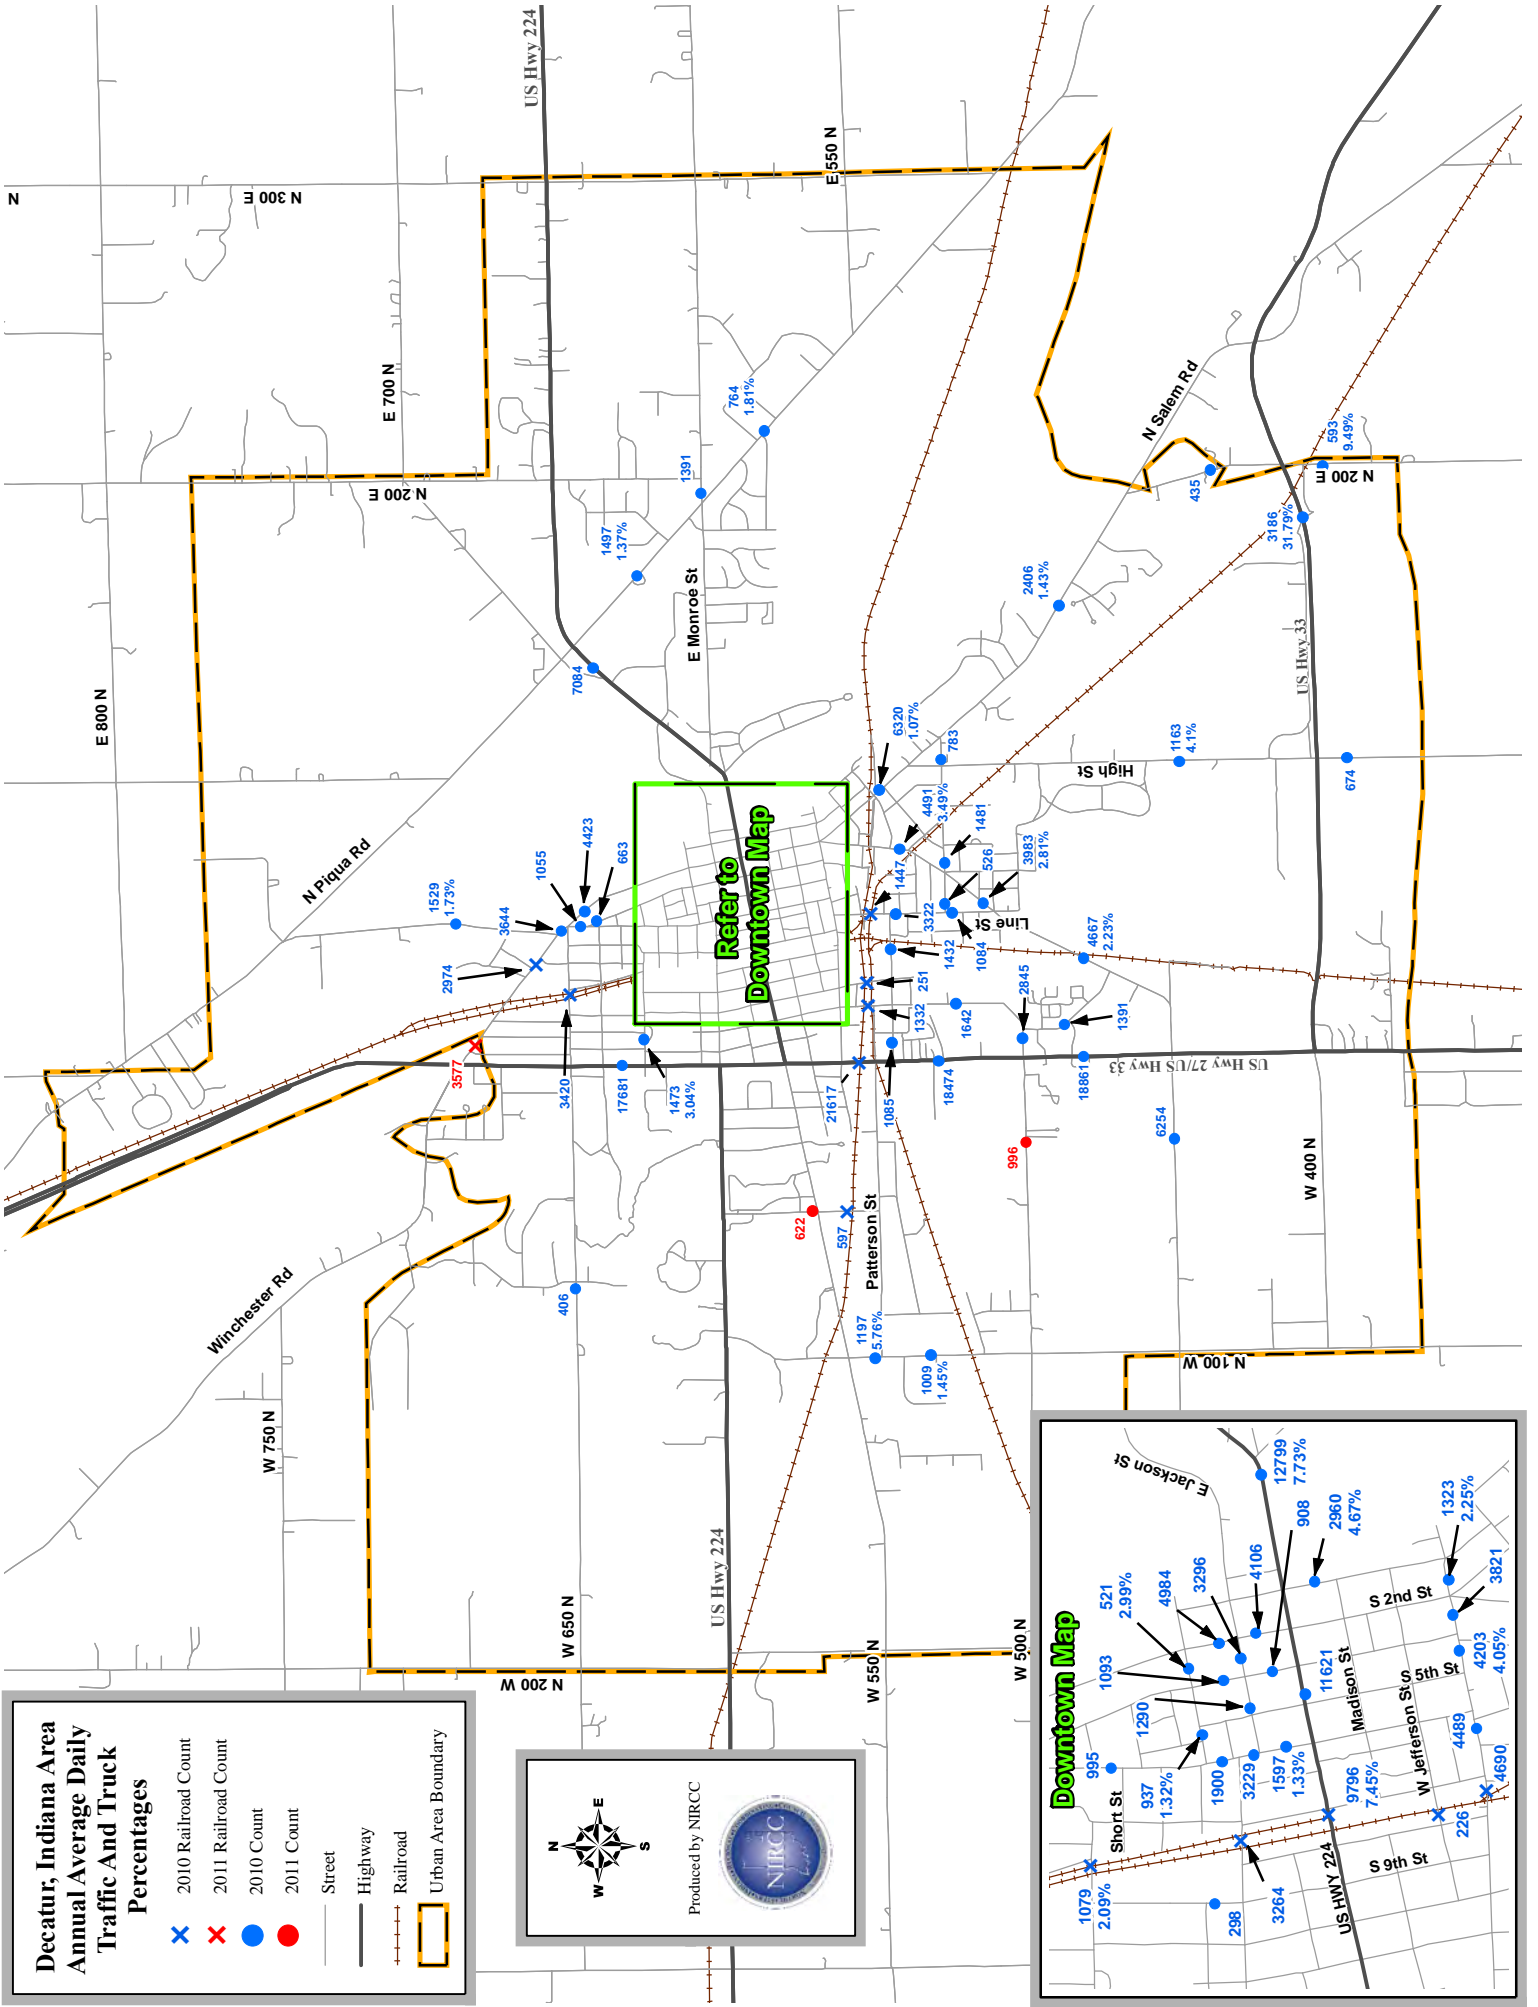 Decatur, Indiana Area
Annual Average Daily
Traffic And Truck
Percentages
2010 Railroad Count
2011 Railroad Count
2010 Count
2011 Count
Street
Highway
Railroad
Urban Area Boundary
N
E
S
W
Produced by NIRCC
NIRCC
N
E 800 N
N 300 E
US Hwy 224
E 700 N
N 200 E
E 550 N
N Piqua Rd
1529
1.73%
3644
1055
4423
663
2974
3577
3420
17681
1473
3.04%
7084
1497
1.37%
1391
764
1.81%
E Monroe St
Refer to
Downtown Map
Winchester Rd
W 750 N
W 650 N
N 200 W
US Hwy 224
406
622
597
21617
1085
Patterson St
1197
5.76%
1009
1.45%
W 550 N
W 500 N
6320
1.07%
783
4491
3.49%
1481
1447
526
3983
2.81%
3322
Line St
1084
1432
251
1332
1642
18474
2845
1391
4667
2.23%
18861
US Hwy 27/US Hwy 33
996
6254
W 400 N
N 100 W
High St
1163
4.1%
674
2406
1.43%
N Salem Rd
435
3186
31.79%
593
9.49%
N 200 E
US Hwy 33
Downtown Map
E Jackson St
12799
7.73%
908
2960
4.67%
1323
2.25%
3821
4106
3296
4984
521
2.99%
1093
1290
995
937
1.32%
1900
3229
1597
1.33%
11621
Madison St
S 2nd St
S 5th St
4203
4.05%
4489
4690
W Jefferson St
9796
7.45%
226
S 9th St
US HWY 224
Short St
1079
2.09%
298
3264